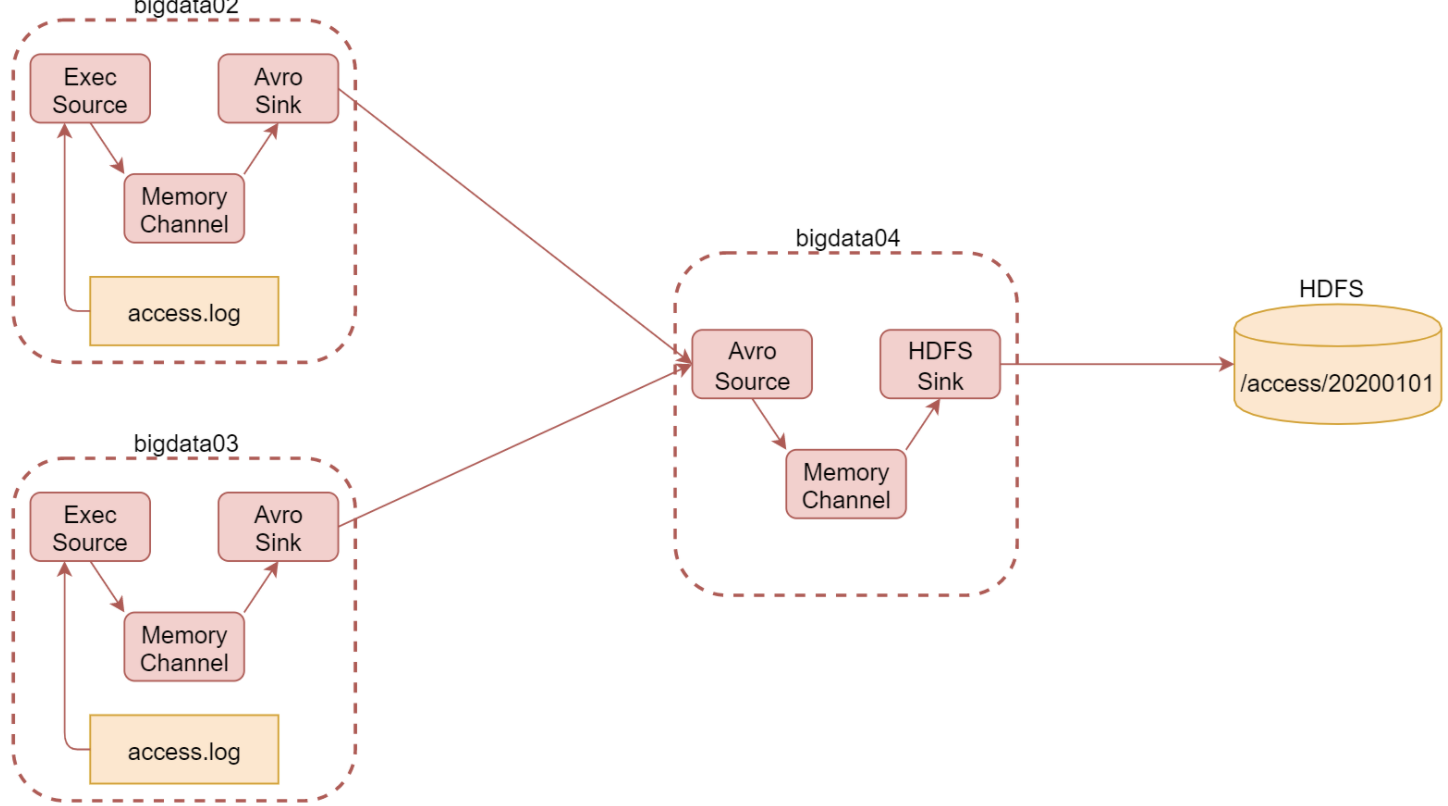 bigdata02
Exec
Source
Avro
Sink
Memory
Channel
access.log
bigdata03
Exec
Source
Avro
Sink
Memory
Channel
access.log
bigdata04
Avro
Source
HDFS
Sink
Memory
Channel
HDFS
/access/20200101